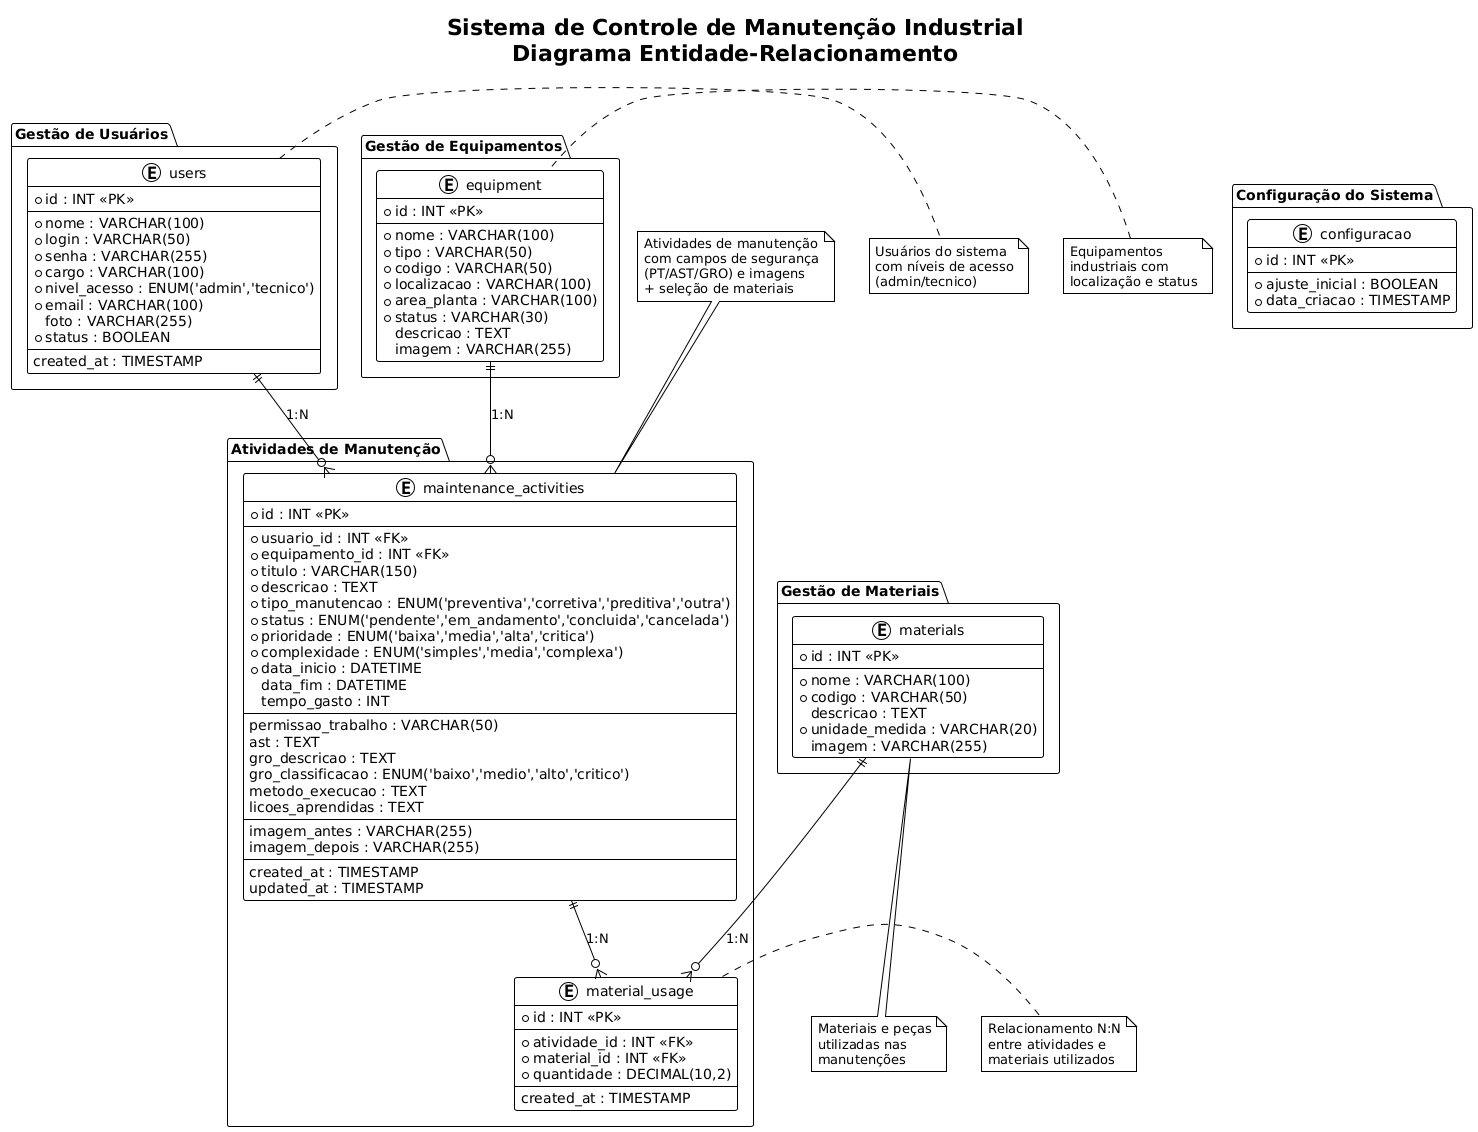 Sistema de Controle de Manutenção Industrial
Diagrama Entidade-Relacionamento
Gestão de Usuários
E users
id : INT «PK»
nome : VARCHAR(100)
login : VARCHAR(50)
senha : VARCHAR(255)
cargo : VARCHAR(100)
nivel_acesso : ENUM('admin','tecnico')
email : VARCHAR(100)
foto : VARCHAR(255)
status : BOOLEAN
created_at : TIMESTAMP
Gestão de Equipamentos
E equipment
id : INT «PK»
nome : VARCHAR(100)
tipo : VARCHAR(50)
codigo : VARCHAR(50)
localizacao : VARCHAR(100)
area_planta : VARCHAR(100)
status : VARCHAR(30)
descricao : TEXT
imagem : VARCHAR(255)
Atividades de manutenção
com campos de segurança
(PT/AST/GRO) e imagens
+ seleção de materiais
Usuários do sistema
com níveis de acesso
(admin/tecnico)
Equipamentos
industriais com
localização e status
Configuração do Sistema
E configuracao
id : INT «PK»
ajuste_inicial : BOOLEAN
data_criacao : TIMESTAMP
1:N
1:N
Atividades de Manutenção
E maintenance_activities
id : INT «PK»
usuario_id : INT «FK»
equipamento_id : INT «FK»
titulo : VARCHAR(150)
descricao : TEXT
tipo_manutencao : ENUM('preventiva','corretiva','preditiva','outra')
status : ENUM('pendente','em_andamento','concluida','cancelada')
prioridade : ENUM('baixa','media','alta','critica')
complexidade : ENUM('simples','media','complexa')
data_inicio : DATETIME
data_fim : DATETIME
tempo_gasto : INT
permissao_trabalho : VARCHAR(50)
ast : TEXT
gro_descricao : TEXT
gro_classificacao : ENUM('baixo','medio','alto','critico')
metodo_execucao : TEXT
licoes_aprendidas : TEXT
imagem_antes : VARCHAR(255)
imagem_depois : VARCHAR(255)
created_at : TIMESTAMP
updated_at : TIMESTAMP
Gestão de Materiais
E materials
id : INT «PK»
nome : VARCHAR(100)
codigo : VARCHAR(50)
descricao : TEXT
unidade_medida : VARCHAR(20)
imagem : VARCHAR(255)
1:N
1:N
E material_usage
id : INT «PK»
atividade_id : INT «FK»
material_id : INT «FK»
quantidade : DECIMAL(10,2)
created_at : TIMESTAMP
Materiais e peças
utilizadas nas
manutenções
Relacionamento N:N
entre atividades e
materiais utilizados